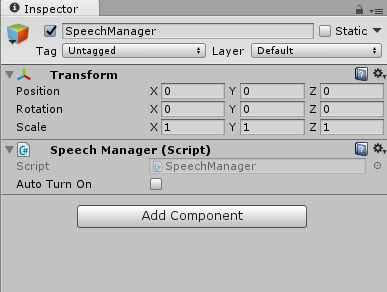 Inspector
SpeechManager Static
Tag Untagged Layer Default
Transform
Position X 0 Y 0 Z 0
Rotation X 0 Y 0 Z 0
Scale X 1 Y 1 Z 1
Speech Manager (Script)
Script SpeechManager
Auto Turn On
Add Component